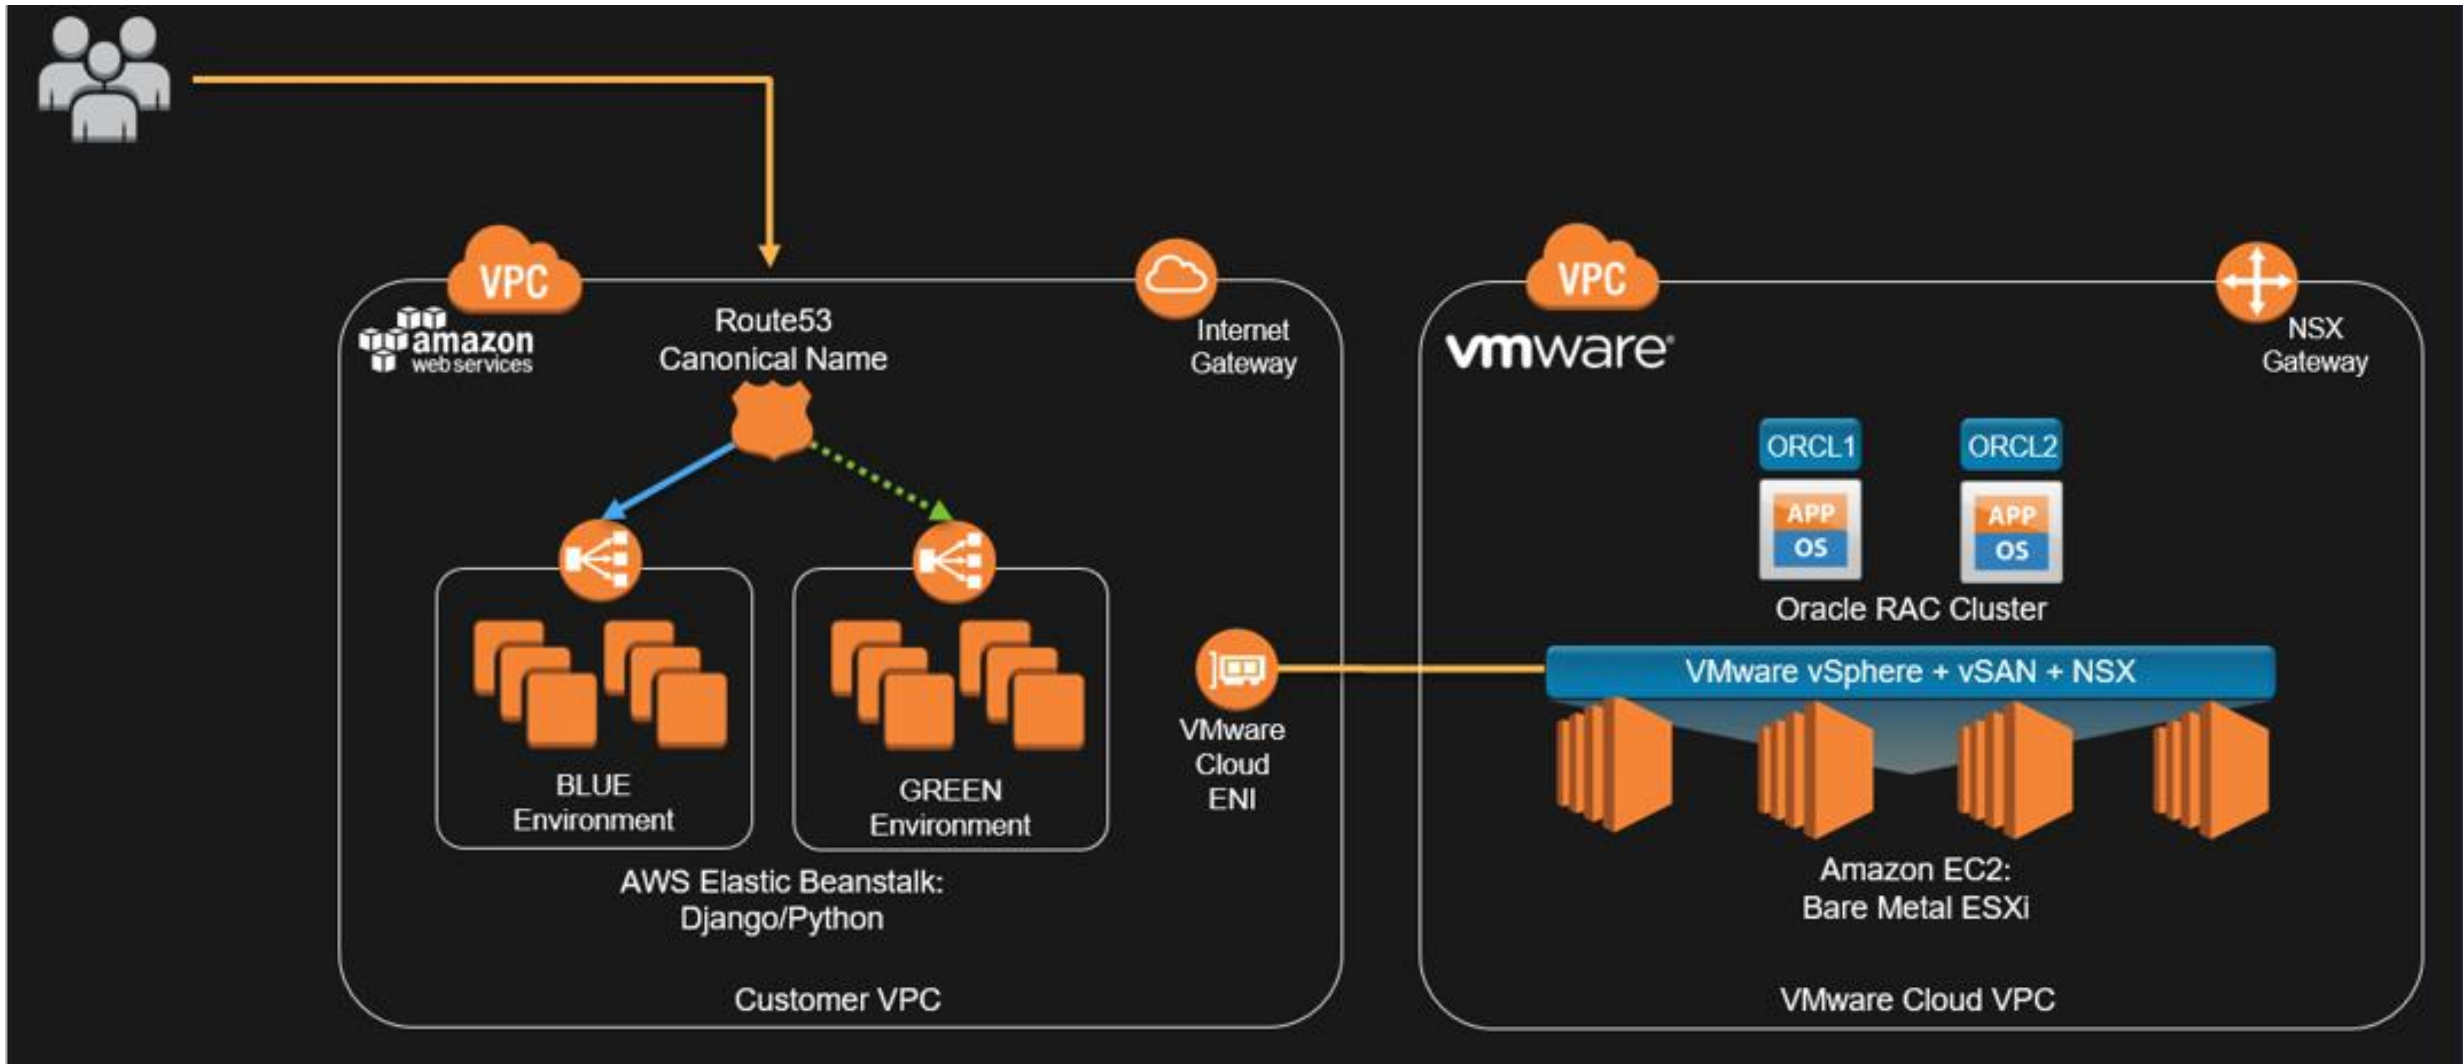 VPC
amazon
web services
Route53
Canonical Name
Internet
Gateway
BLUE
Environment
GREEN
Environment
AWS Elastic Beanstalk:
Django/Python
VMware
Cloud
ENI
Customer VPC
VPC
vmware®
NSX
Gateway
ORCL1
ORCL2
APP
OS
APP
OS
Oracle RAC Cluster
VMware vSphere + vSAN + NSX
Amazon EC2:
Bare Metal ESXi
VMware Cloud VPC